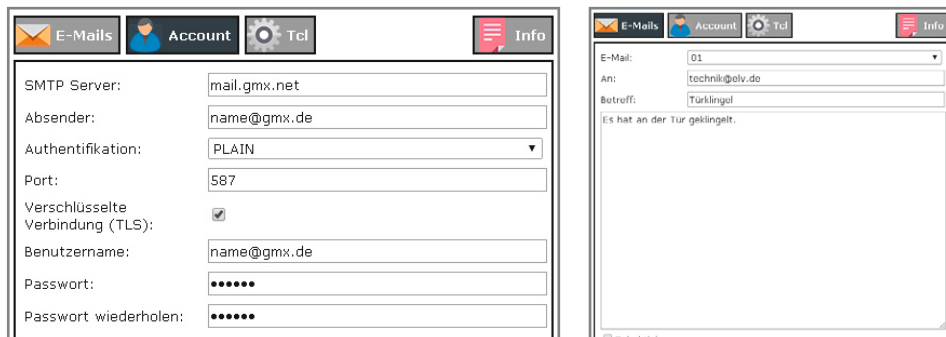 E-Mails Account Tcl Info
SMTP Server: mail.gmx.net
Absender: name@gmx.de
Authentifikation: PLAIN
Port: 587
Verschlüsselte
Verbindung (TLS):
Benutzername: name@gmx.de
Passwort: ••••••
Passwort wiederholen: ••••••
E-Mails Account Tcl Info
E-Mail: 01
An: technik@elv.de
Betreff: Türklingel
Es hat an der Tür geklingelt.